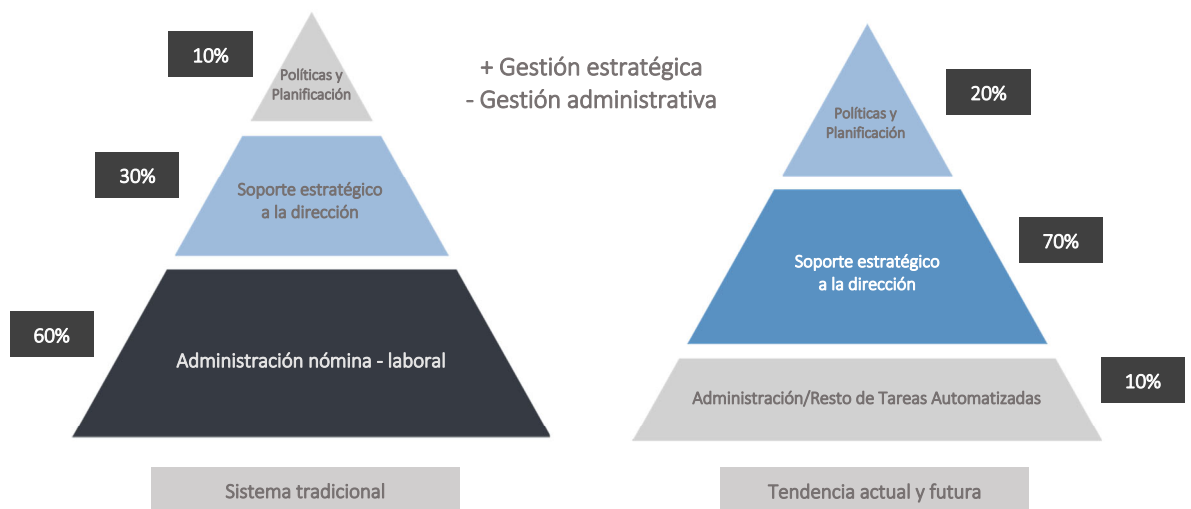 10%
Políticas y
Planificación
30%
Soporte estratégico
a la dirección
60%
Administración nómina - laboral
Sistema tradicional
+ Gestión estratégica
- Gestión administrativa
Políticas y
Planificación
20%
Soporte estratégico
a la dirección
70%
Administración/Resto de Tareas Automatizadas
10%
Tendencia actual y futura